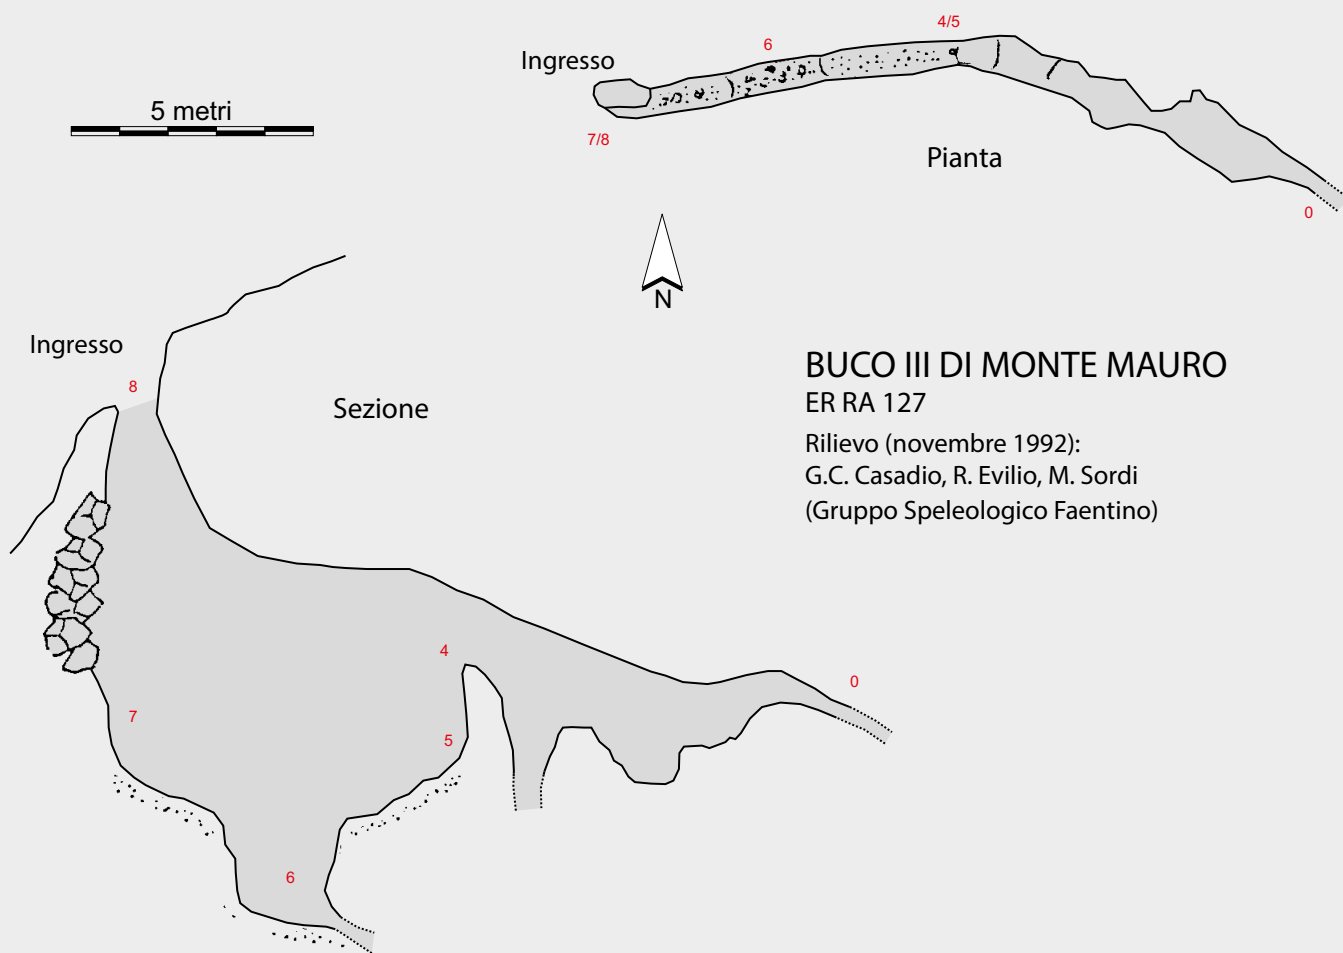 4/5
6
Ingresso
5 metri
7/8
Pianta
0
N
Ingresso
8
Sezione
BUCO III DI MONTE MAURO
ER RA 127
Rilievo (novembre 1992):
G.C. Casadio, R. Evilio, M. Sordi
(Gruppo Speleologico Faentino)
4
0
7
5
6